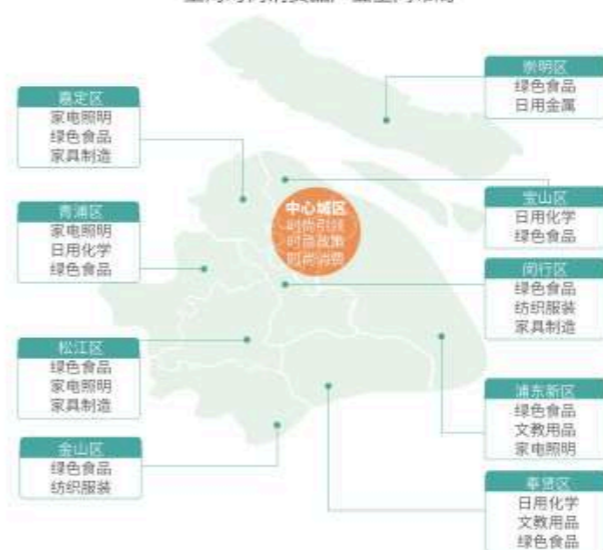 嘉定区
家电照明
绿色食品
家具制造
青浦区
家电照明
日用化学
绿色食品
松江区
绿色食品
家电照明
家具制造
金山区
绿色食品
纺织服装
中心城区
时尚引领
时尚消费
崇明区
绿色食品
日用金属
宝山区
日用化学
绿色食品
闵行区
绿色食品
纺织服装
家具制造
浦东新区
绿色食品
文教用品
家电照明
奉贤区
日用化学
文教用品
绿色食品